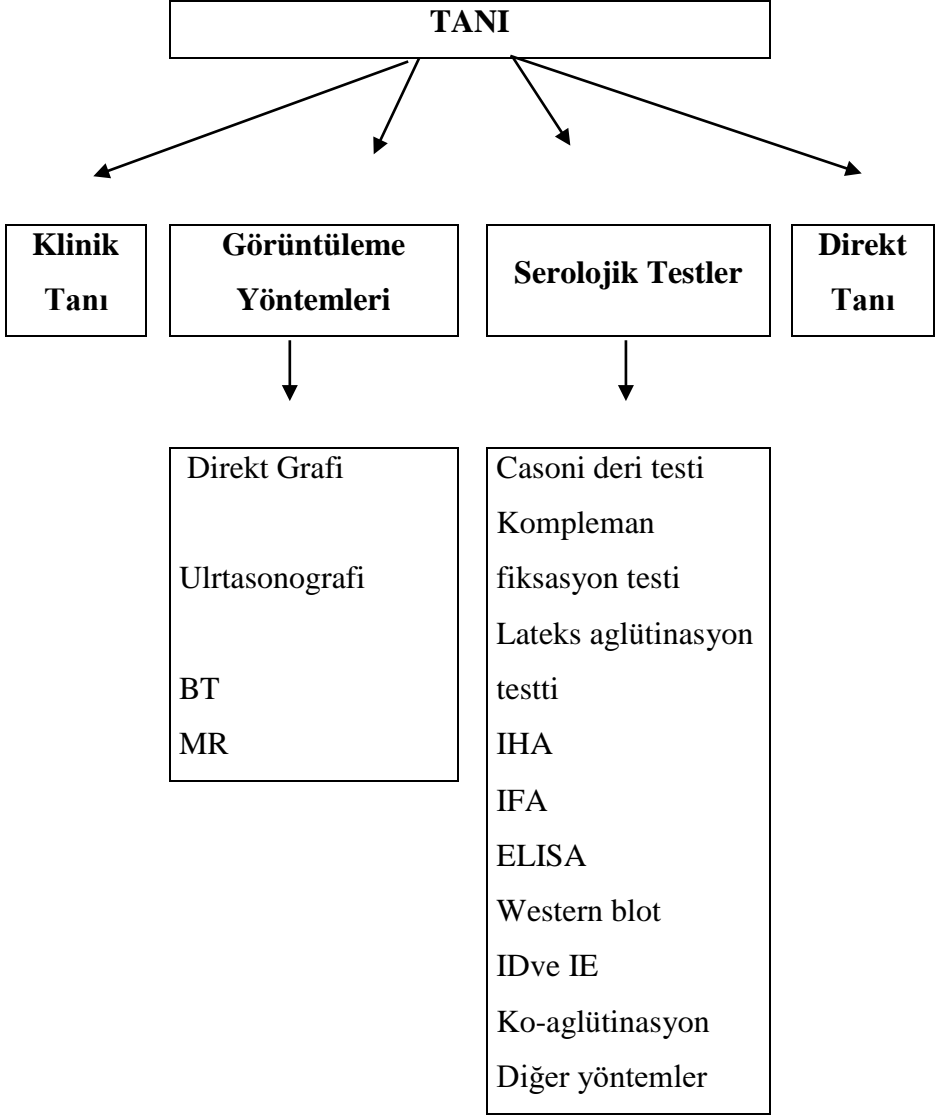 TANI
Klinik
Tanı
Görüntüleme
Yöntemleri
Serolojik Testler
Direkt
Tanı
Direkt Grafi
Ulrtasonografi
BT
MR
Casoni deri testi
Kompleman
fiksasyon testi
Lateks aglütinasyon
testti
IHA
IFA
ELISA
Western blot
IDve IE
Ko-aglütinasyon
Diğer yöntemler